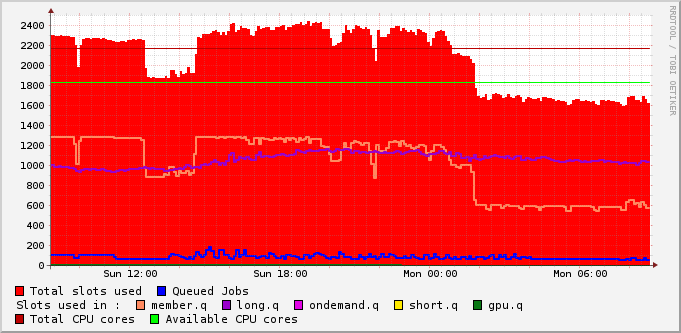 2400
2200
2000
1800
1600
1400
1200
1000
800
600
400
200
0
Sun 12:00 Sun 18:00 Mon 00:00 Mon 06:00
RRDTOOL / TOBI OETIKER
Total slots used Queued Jobs
Slots used in : member.q long.q ondemand.q short.q gpu.q
Total CPU cores Available CPU cores